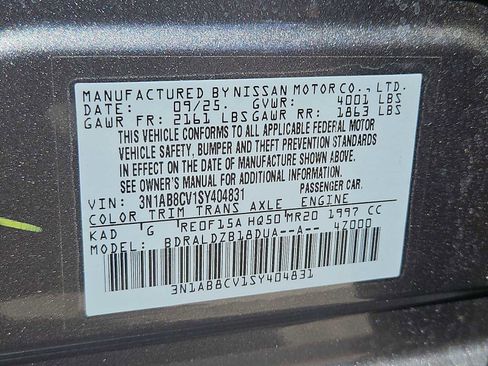 MANUFACTURED BY NISSAN MOTOR CO., LTD.
DATE: 09/25. GVWR: 4001 LBS
GAWR FR: 2161 LBS GAWR RR: 1863 LBS
THIS VEHICLE CONFORMS TO ALL APPLICABLE FEDERAL MOTOR
VEHICLE SAFETY, BUMPER AND THEFT PREVENTION STANDARDS
IN EFFECT ON THE DATE OF MANUFACTURE SHOWN ABOVE.
SEE OWNER'S MANUAL FOR ADDITIONAL INFORMATION
VIN: 3N1AB8CV1SY404831 PASSENGER CAR.
COLOR TRIM TRANS AXLE ENGINE
KAD G RE0F15A HQ50 MR20 1997 CC
MODEL: BDRALDZB18DUA--A-- 4Z000
3N1AB8CV1SY404831